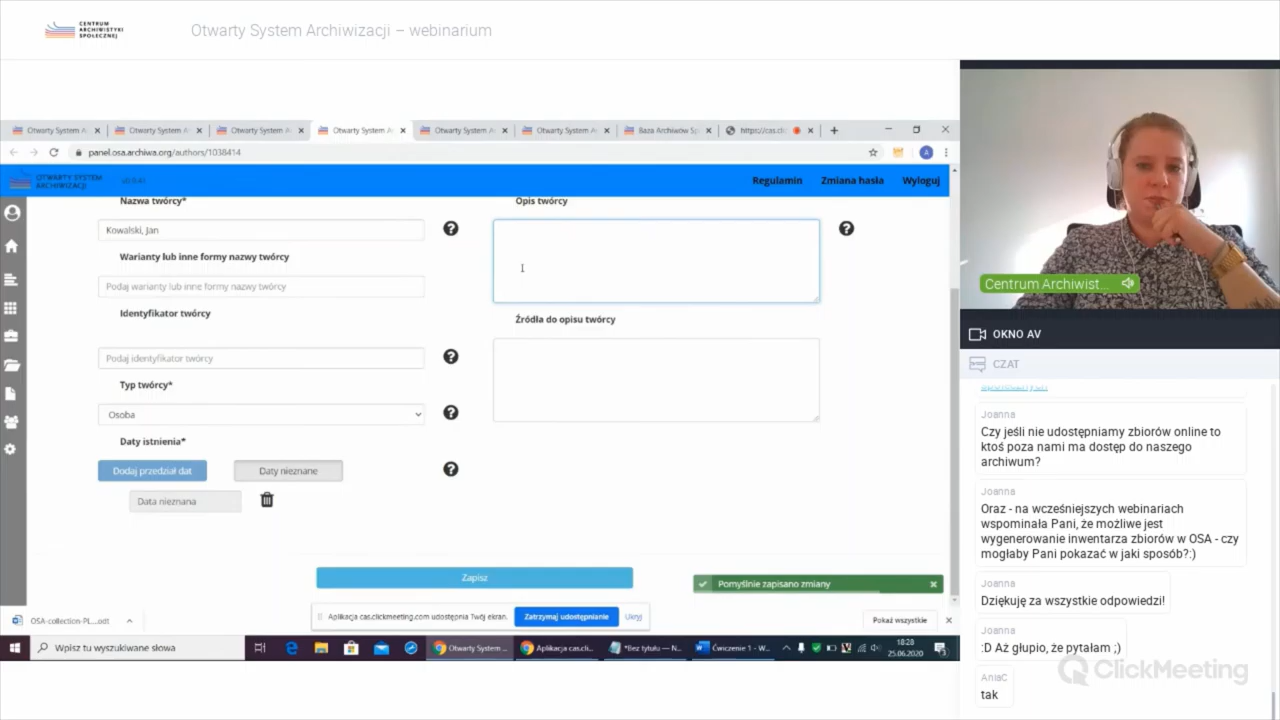 CENTRUM
ARCHIWISTYKI
SPOŁECZNEJ
Otwarty System Archiwizacji – webinarium
Otwarty System A
Otwarty System A
Otwarty System A
Otwarty System A
Otwarty System A
Otwarty System A
Baza Archiwów Sp
https://cas.cli
panel.osa.archiwa.org/authors/1038414
A
OTWARTY SYSTEM
ARCHIWIZACJI
Regulamin
Zmiana hasła
Wyloguj
Nazwa twórcy*
Kowalski, Jan
Warianty lub inne formy nazwy twórcy
Podaj warianty lub inne formy nazwy twórcy
Identyfikator twórcy
Podaj identyfikator twórcy
Typ twórcy*
Osoba
Daty istnienia*
Dodaj przedział dat
Daty nieznane
Data nieznana
Opis twórcy
Źródła do opisu twórcy
Zapisz
Pomyślnie zapisano zmiany
Aplikacja cas.clickmeeting.com udostępnia Twój ekran.
Zatrzymaj udostępnianie
Ukryj
OSA-collection-PL....odt
Pokaż wszystkie
Wpisz tu wyszukiwane słowa
Otwarty System ...
Aplikacja cas.cli...
*Bez tytułu — N...
Ćwiczenie 1 - W...
18:28
25.06.2020
Centrum Archiwist...
OKNO AV
CZAT
Joanna
Czy jeśli nie udostępniamy zbiorów online to
ktoś poza nami ma dostęp do naszego
archiwum?
Joanna
Oraz - na wcześniejszych webinariach
wspominała Pani, że możliwe jest
wygenerowanie inwentarza zbiorów w OSA - czy
mogłaby Pani pokazać w jaki sposób?:)
Joanna
Dziękuję za wszystkie odpowiedzi!
Joanna
:D Aż głupio, że pytałam ;)
AniaC
tak
ClickMeeting